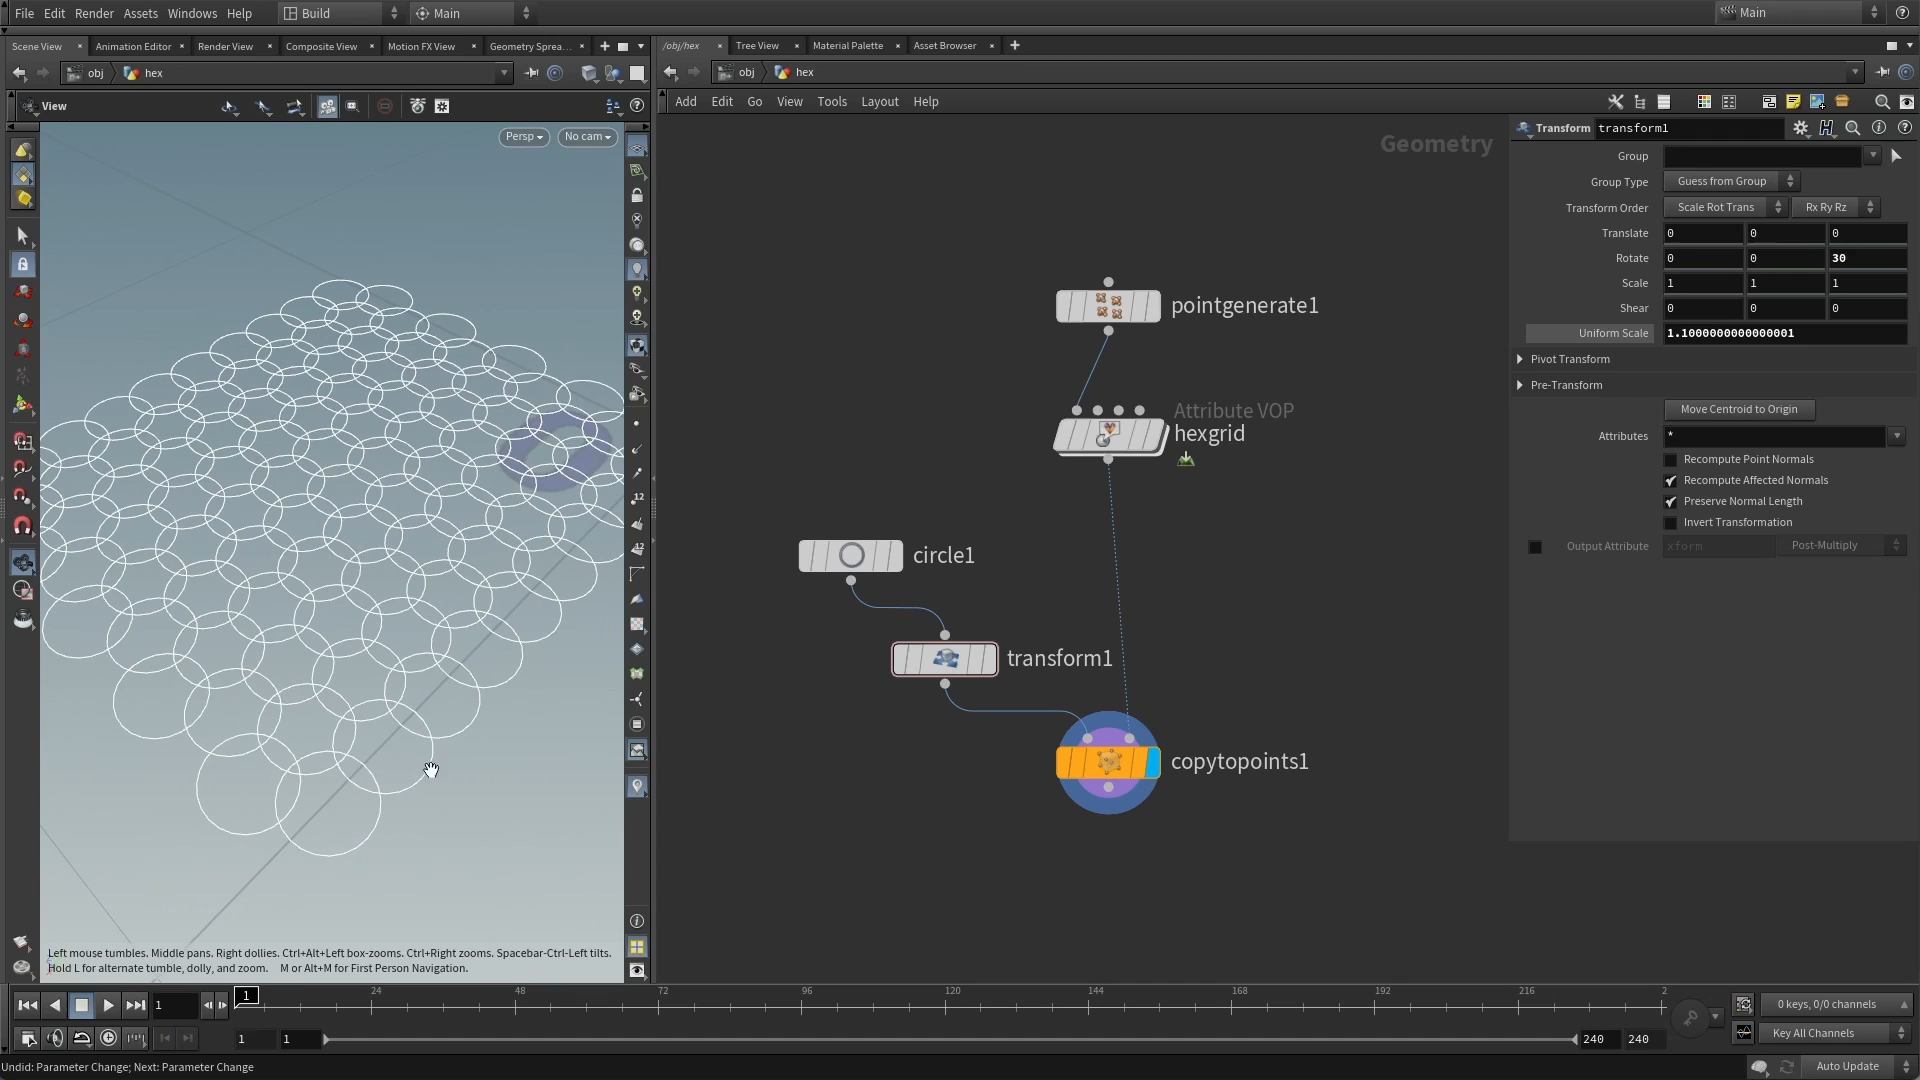 File Edit Render Assets Windows Help Build Main Main
Scene View Animation Editor Render View Composite View Motion FX View Geometry Sprea...
/obj/hex Tree View Material Palette Asset Browser
obj hex
obj hex
View
Add Edit Go View Tools Layout Help
Persp No cam
Geometry
Transform transform1
Group
Group Type Guess from Group
Transform Order Scale Rot Trans Rx Ry Rz
Translate 0 0 0
Rotate 0 0 30
Scale 1 1 1
Shear 0 0 0
Uniform Scale 1.1000000000000001
Pivot Transform
Pre-Transform
Move Centroid to Origin
Attributes *
Recompute Point Normals
Recompute Affected Normals
Preserve Normal Length
Invert Transformation
Output Attribute xform Post-Multiply
pointgenerate1
Attribute VOP
hexgrid
circle1
transform1
copytopoints1
12
12
Left mouse tumbles. Middle pans. Right dollies. Ctrl+Alt+Left box-zooms. Ctrl+Right zooms. Spacebar-Ctrl-Left tilts.
Hold L for alternate tumble, dolly, and zoom. M or Alt+M for First Person Navigation.
1 1 24 48 72 96 120 144 168 192 216 2
0 keys, 0/0 channels
1 1 240 240
Key All Channels
Undid: Parameter Change; Next: Parameter Change
Auto Update